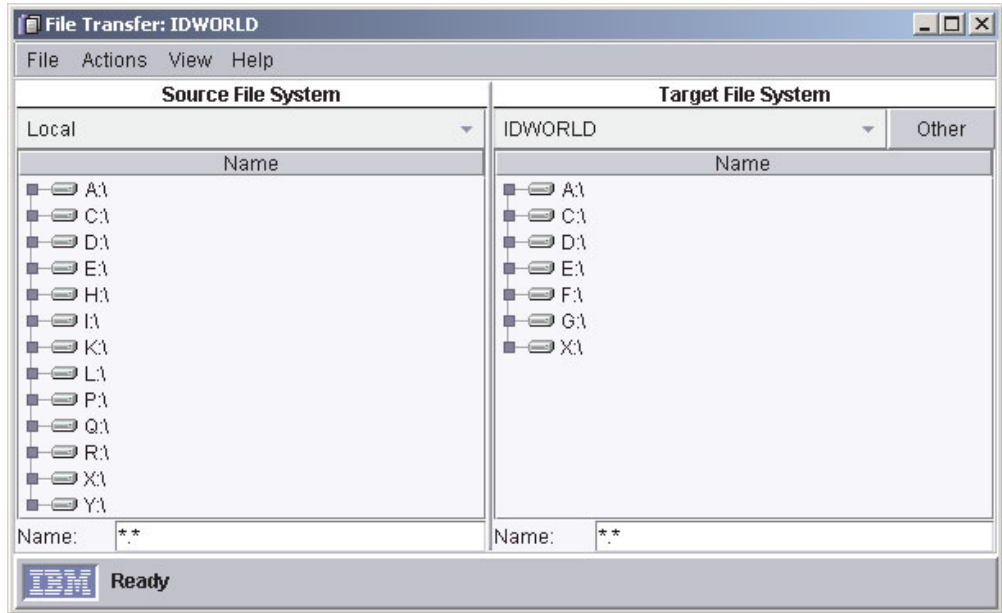 File Transfer: IDWORLD
File Actions View Help
Source File System
Local
Name
A:\
C:\
D:\
E:\
H:\
I:\
K:\
L:\
P:\
Q:\
R:\
X:\
Y:\
Name: *.*
Target File System
IDWORLD Other
Name
A:\
C:\
D:\
E:\
F:\
G:\
X:\
Name: *.*
IBM Ready